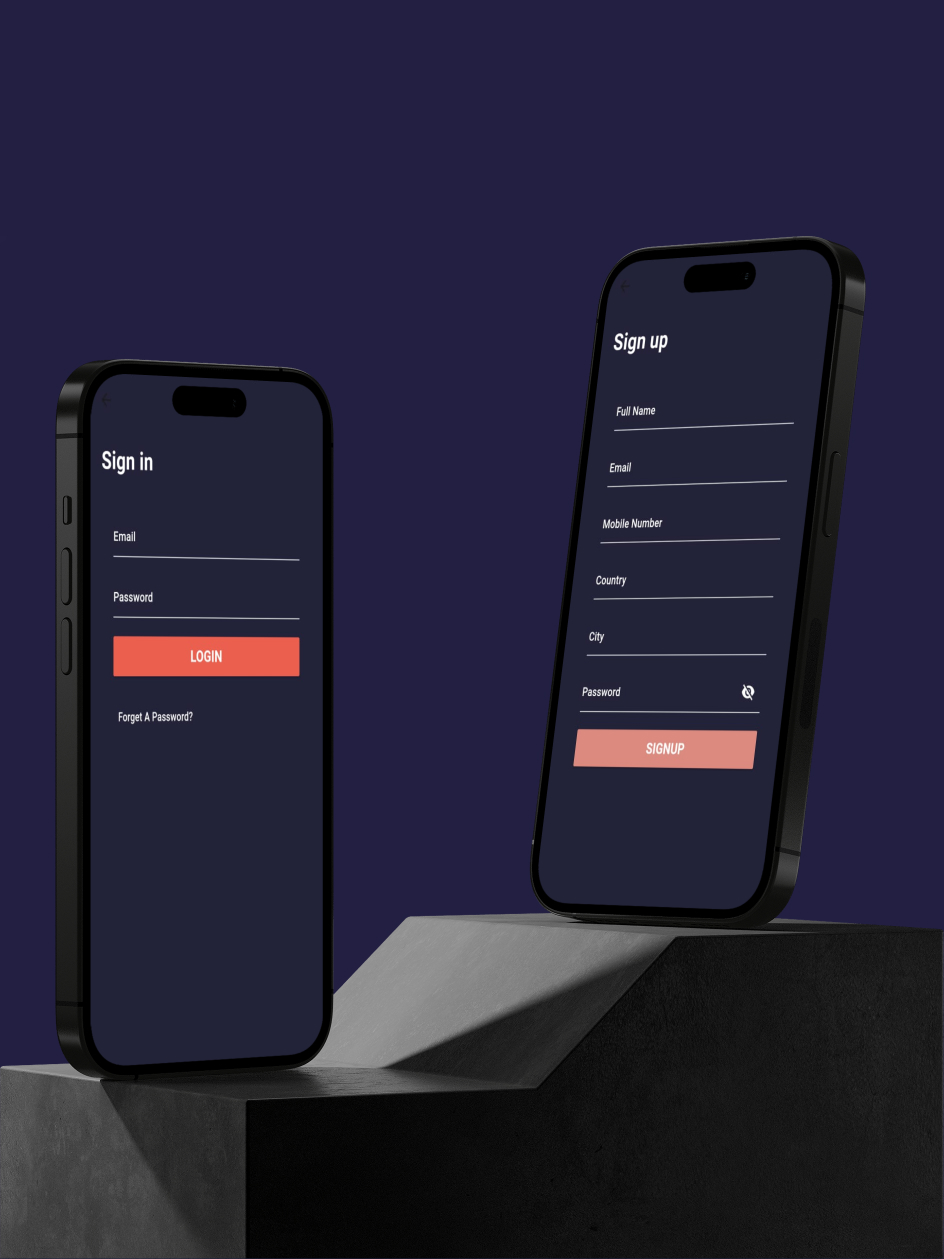 Sign in
Email
Password
LOGIN
Forget A Password?
Sign up
Full Name
Email
Mobile Number
Country
City
Password
SIGNUP